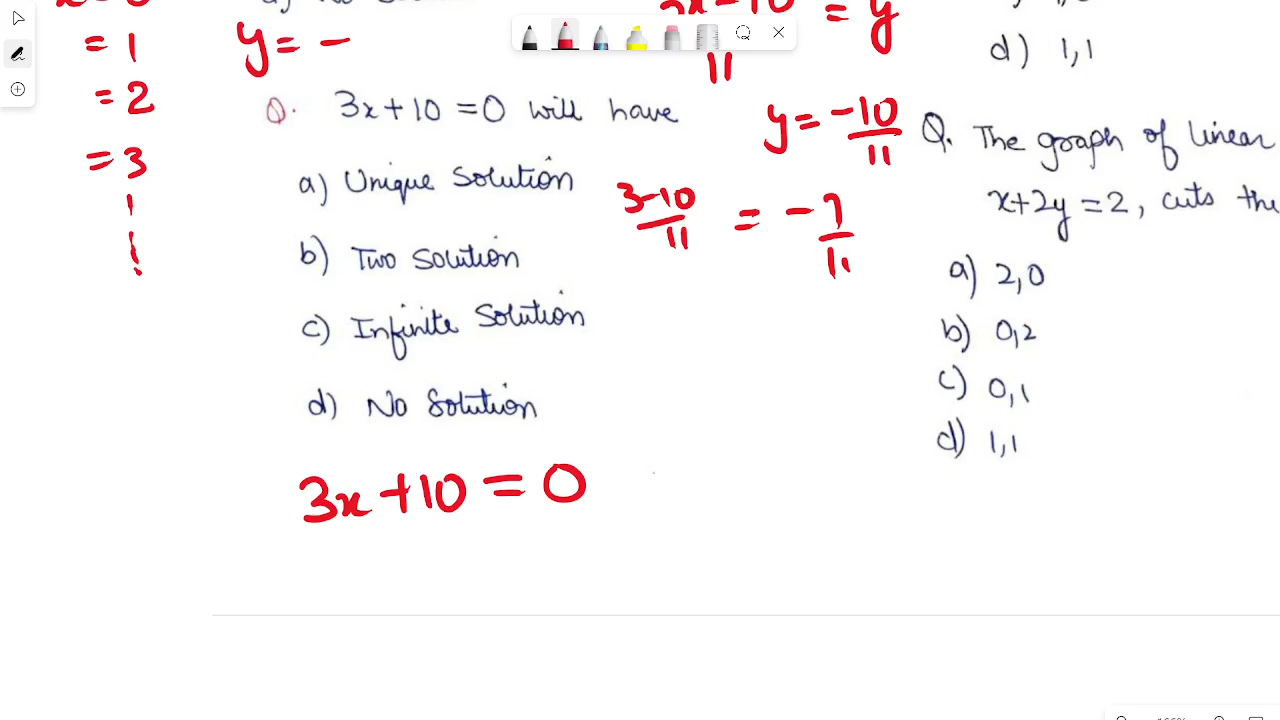 = 1
= 2
= 3
y = -
= y
11
y = -10/11
3-10/11 = -7/11
Q. 3x+10 = 0 will have
a) Unique Solution
b) Two Solution
c) Infinite Solution
d) No Solution
3x + 10 = 0
d) 1,1
Q. The graph of linear
x+2y = 2, cuts the
a) 2,0
b) 0,2
c) 0,1
d) 1,1